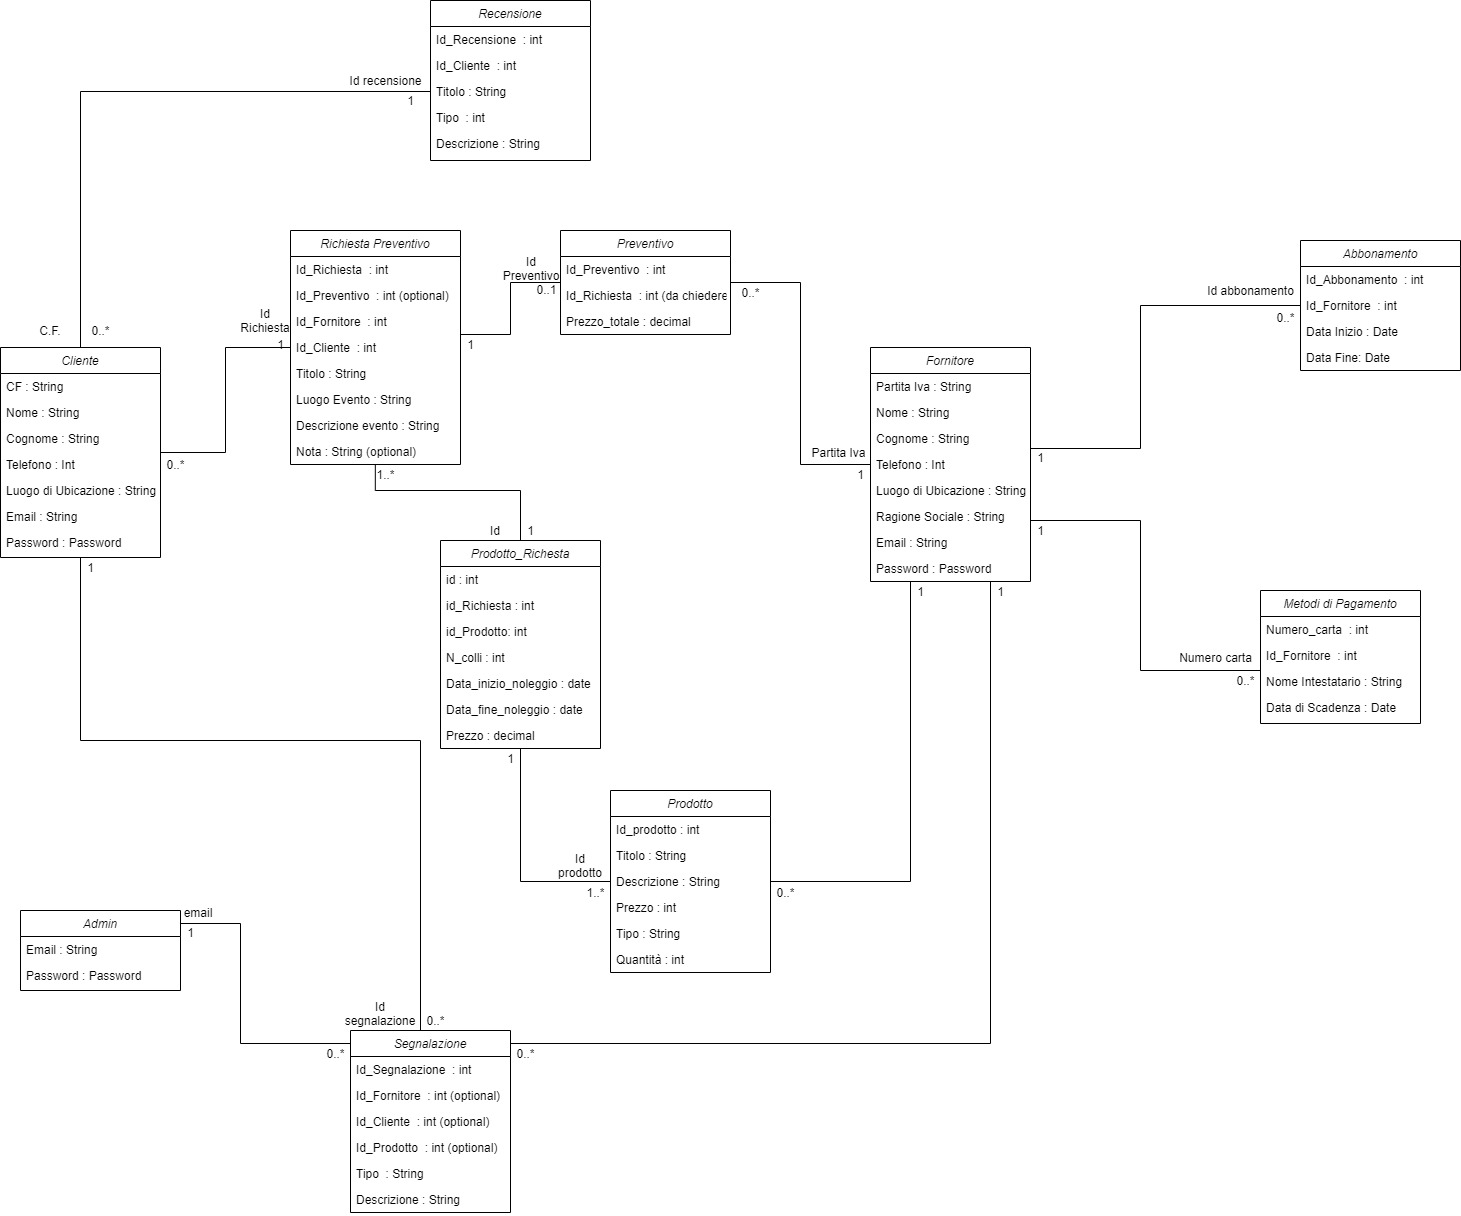 Recensione
Id_Recensione : int
Id_Cliente : int
Titolo : String
Tipo : int
Descrizione : String
Id recensione
1
C.F.
0..*
Cliente
CF : String
Nome : String
Cognome : String
Telefono : Int
Luogo di Ubicazione : String
Email : String
Password : Password
0..*
1
Id
Richiesta
1
Richiesta Preventivo
Id_Richiesta : int
Id_Preventivo : int (optional)
Id_Fornitore : int
Id_Cliente : int
Titolo : String
Luogo Evento : String
Descrizione evento : String
Nota : String (optional)
1
1..*
Id
Preventivo
0..1
Preventivo
Id_Preventivo : int
Id_Richiesta : int (da chiedere
Prezzo_totale : decimal
0..*
Partita Iva
1
Fornitore
Partita Iva : String
Nome : String
Cognome : String
Telefono : Int
Luogo di Ubicazione : String
Ragione Sociale : String
Email : String
Password : Password
1
1
1
1
Id abbonamento
0..*
Abbonamento
Id_Abbonamento : int
Id_Fornitore : int
Data Inizio : Date
Data Fine: Date
Numero carta
0..*
Metodi di Pagamento
Numero_carta : int
Id_Fornitore : int
Nome Intestatario : String
Data di Scadenza : Date
Id
1
Prodotto_Richesta
id : int
id_Richiesta : int
id_Prodotto: int
N_colli : int
Data_inizio_noleggio : date
Data_fine_noleggio : date
Prezzo : decimal
1
Id
prodotto
1..*
Prodotto
Id_prodotto : int
Titolo : String
Descrizione : String
Prezzo : int
Tipo : String
Quantità : int
0..*
Admin
Email : String
Password : Password
email
1
Id
segnalazione
0..*
0..*
0..*
Segnalazione
Id_Segnalazione : int
Id_Fornitore : int (optional)
Id_Cliente : int (optional)
Id_Prodotto : int (optional)
Tipo : String
Descrizione : String